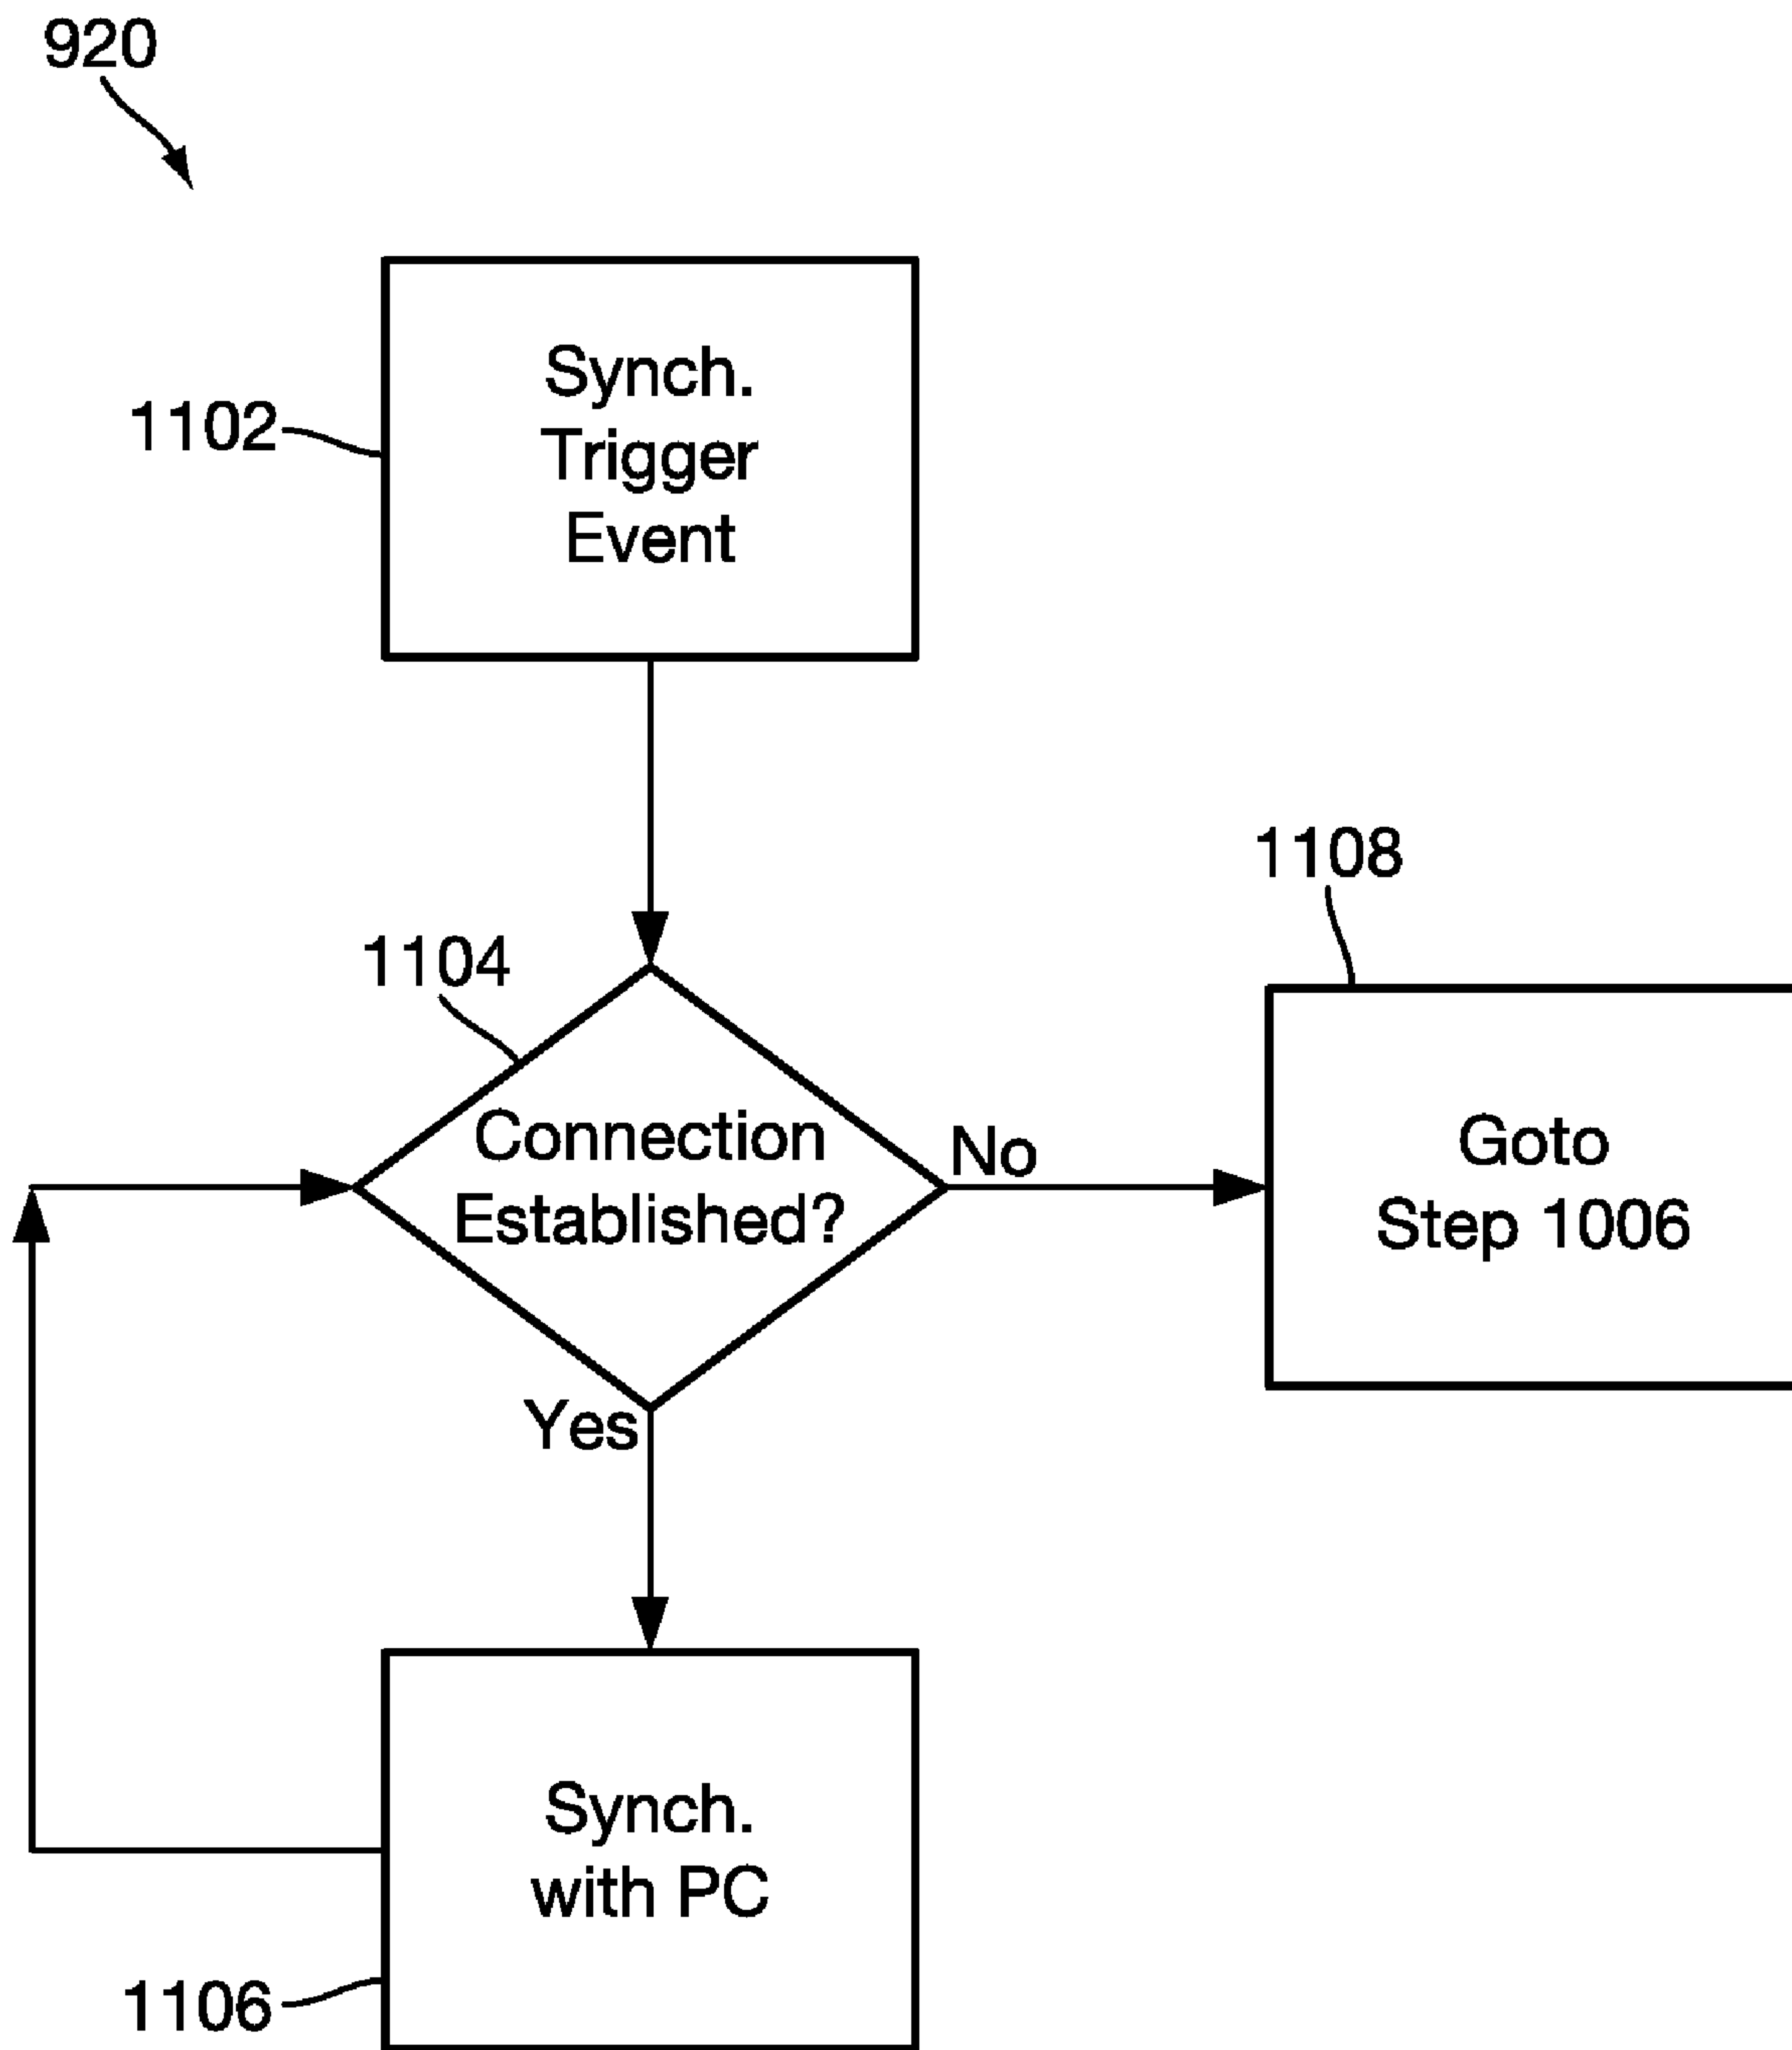 920
1102
Synch.
Trigger
Event
1104
1108
Connection
Established?
No
Goto
Step 1006
Yes
Synch.
with PC
1106